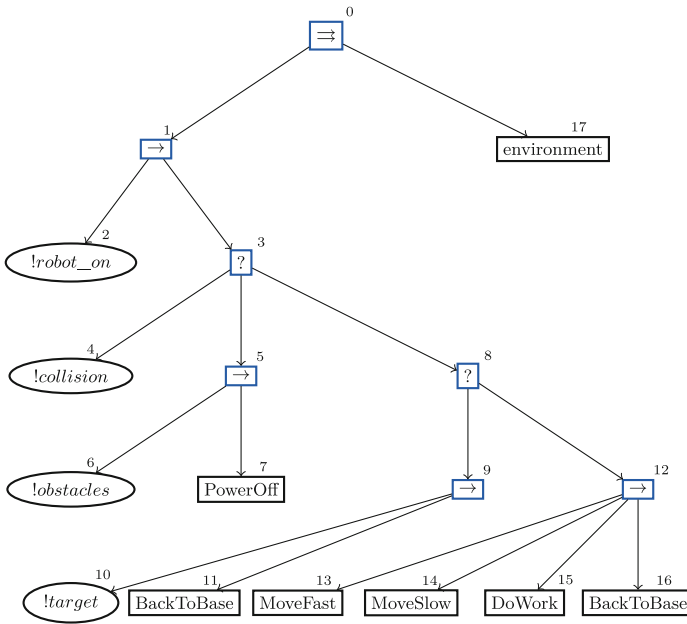 0
⇉
1
17
→
environment
2
3
!robot_on
?
4
5
8
!collision
→
?
6
7
9
12
!obstacles
PowerOff
→
→
10
11
13
14
15
16
!target
BackToBase
MoveFast
MoveSlow
DoWork
BackToBase